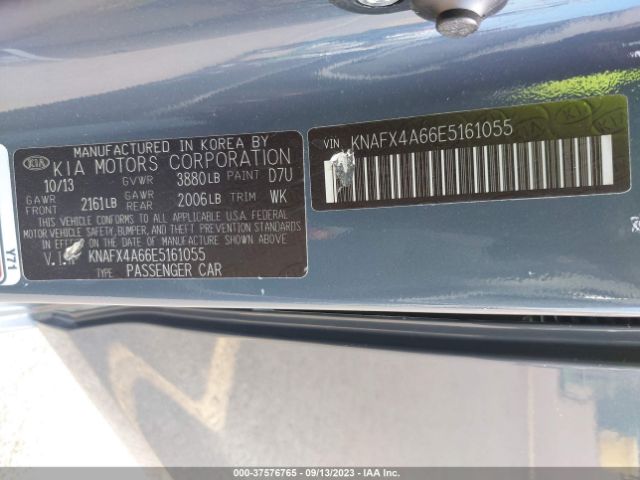 MANUFACTURED IN KOREA BY
KIA KIA MOTORS CORPORATION
10/13 GVWR 3880LB PAINT D7U
GAWR FRONT 2161LB GAWR REAR 2006LB TRIM WK
THIS VEHICLE CONFORMS TO ALL APPLICABLE U.S.A. FEDERAL
MOTOR VEHICLE SAFETY, BUMPER, AND THEFT PREVENTION STANDARDS
IN EFFECT ON THE DATE OF MANUFACTURE SHOWN ABOVE.
V.I.N KNAFX4A66E5161055
TYPE: PASSENGER CAR
VIN KNAFX4A66E5161055
Y71
000-37576765 - 09/13/2023 - IAA Inc.